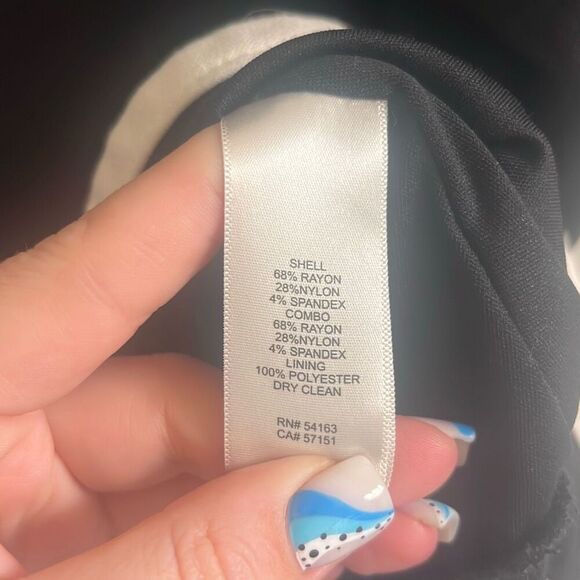 SHELL
68% RAYON
28%NYLON
4% SPANDEX
COMBO
68% RAYON
28%NYLON
4% SPANDEX
LINING
100% POLYESTER
DRY CLEAN
RN# 54163
CA# 57151